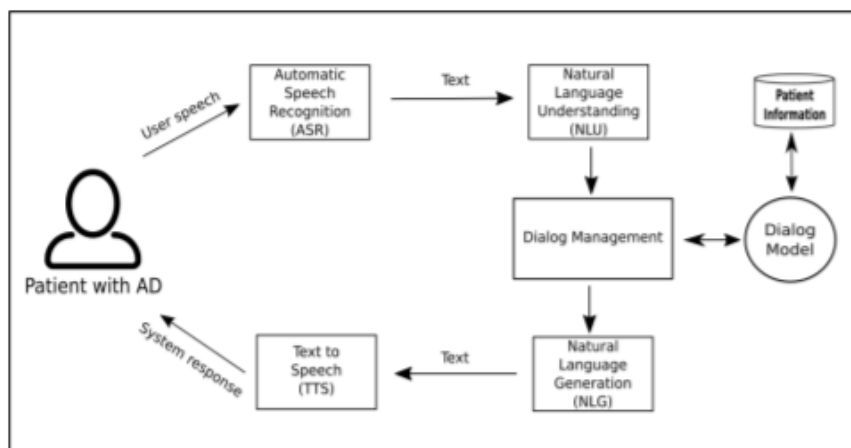 Automatic
Speech
Recognition
(ASR)
Text
Natural
Language
Understanding
(NLU)
Patient
Information
User speech
Dialog Management
Dialog
Model
Patient with AD
System response
Text to
Speech
(TTS)
Text
Natural
Language
Generation
(NLG)